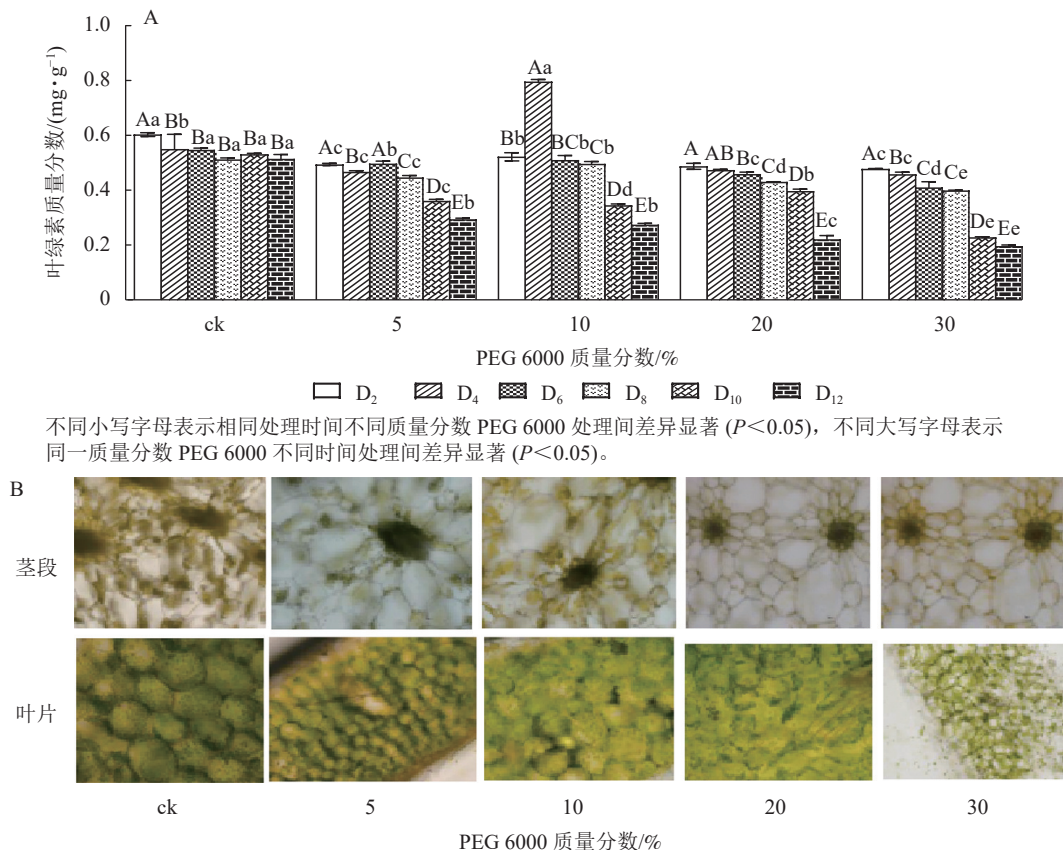 A
1.0
0.8
0.6
0.4
0.2
0
叶绿素质量分数/(mg·g⁻¹)
Aa Bb Ba Ba Ba Ba
Ac Bc Ab Cc Dc Eb
Bb Aa BCb Cb Dd Eb
A AB Bc Cd Db Ec
Ac Bc Cd Ce De Ee
ck 5 10 20 30
PEG 6000 质量分数/%
D₂ D₄ D₆ D₈ D₁₀ D₁₂
不同小写字母表示相同处理时间不同质量分数 PEG 6000 处理间差异显著 (P<0.05)，不同大写字母表示
同一质量分数 PEG 6000 不同时间处理间差异显著 (P<0.05)。
B
茎段
叶片
ck 5 10 20 30
PEG 6000 质量分数/%